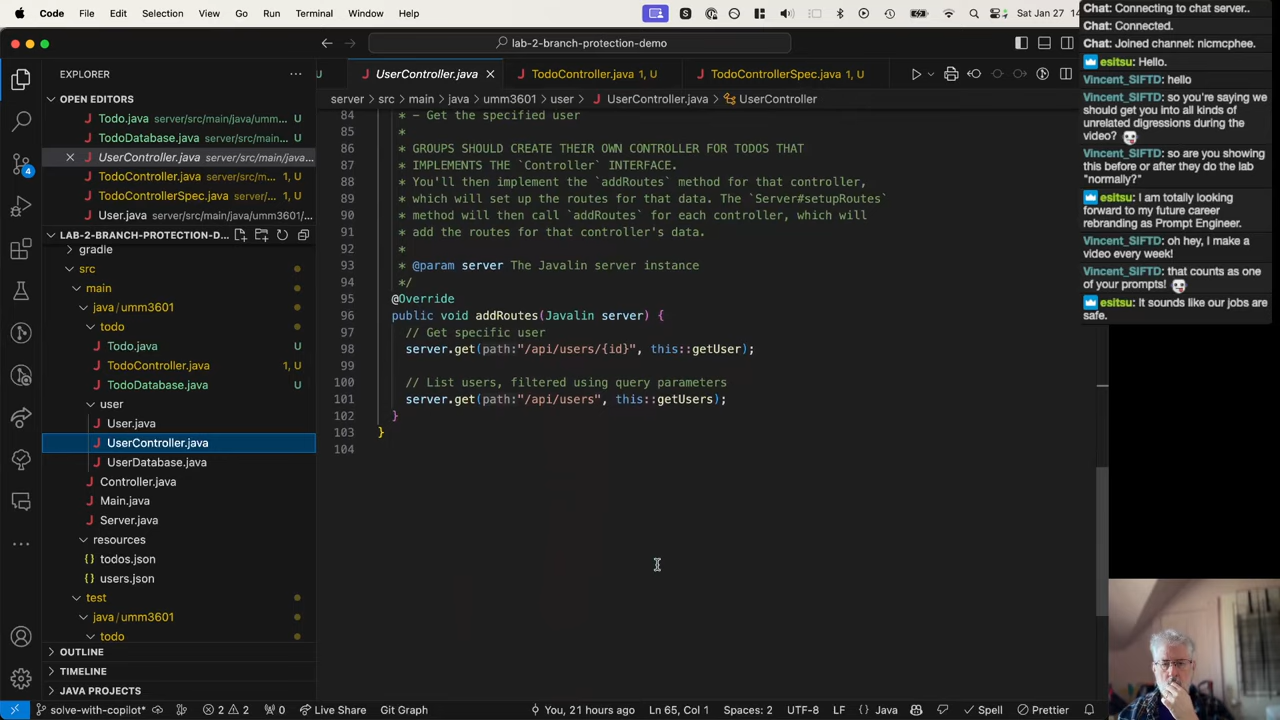 Code File Edit Selection View Go Run Terminal Window Help
Sat Jan 27 14
lab-2-branch-protection-demo
EXPLORER
OPEN EDITORS
Todo.java server/src/main/java/umm... U
TodoDatabase.java server/src/main... U
UserController.java server/src/main/java...
TodoController.java server/src/m... 1, U
TodoControllerSpec.java server/... 1, U
User.java server/src/main/java/umm3601/...
LAB-2-BRANCH-PROTECTION-D...
gradle
src
main
java/umm3601
todo
Todo.java U
TodoController.java 1, U
TodoDatabase.java U
user
User.java
UserController.java
UserDatabase.java
Controller.java
Main.java
Server.java
resources
todos.json
users.json
test
java/umm3601
todo
OUTLINE
TIMELINE
JAVA PROJECTS
4
U
UserController.java
TodoController.java 1, U
TodoControllerSpec.java 1, U
server > src > main > java > umm3601 > user > UserController.java > UserController
84 * - Get the specified user
85 *
86 * GROUPS SHOULD CREATE THEIR OWN CONTROLLER FOR TODOS THAT
87 * IMPLEMENTS THE `Controller` INTERFACE.
88 * You'll then implement the `addRoutes` method for that controller,
89 * which will set up the routes for that data. The `Server#setupRoutes`
90 * method will then call `addRoutes` for each controller, which will
91 * add the routes for that controller's data.
92 *
93 * @param server The Javalin server instance
94 */
95 @Override
96 public void addRoutes(Javalin server) {
97 // Get specific user
98 server.get(path:"/api/users/{id}", this::getUser);
99
100 // List users, filtered using query parameters
101 server.get(path:"/api/users", this::getUsers);
102 }
103 }
104
solve-with-copilot* 2 2 0 Live Share Git Graph You, 21 hours ago Ln 65, Col 1 Spaces: 2 UTF-8 LF Java Spell Prettier
Chat: Connecting to chat server..
Chat: Connected.
Chat: Joined channel: nicmcphee.
esitsu: Hello.
Vincent_SIFTD: hello
Vincent_SIFTD: so you're saying we
should get you into all kinds of
unrelated digressions during the
video?
Vincent_SIFTD: so are you showing
this before or after they do the lab
*normally?*
esitsu: I am totally looking
forward to my future career
rebranding as Prompt Engineer.
Vincent_SIFTD: oh hey, I make a
video every week!
Vincent_SIFTD: that counts as one
of your prompts!
esitsu: It sounds like our jobs are
safe.